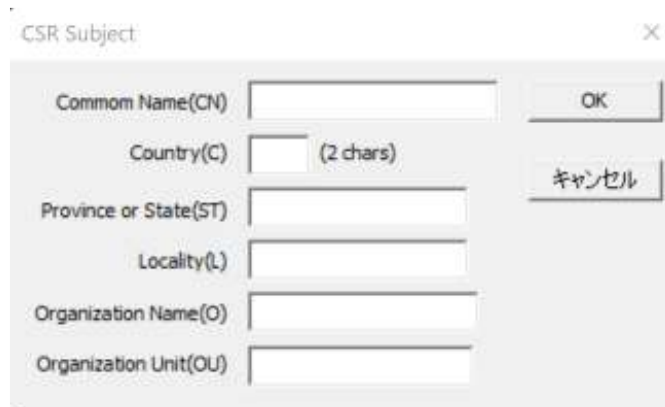 CSR Subject
Commom Name(CN)
OK
Country(C)
(2 chars)
キャンセル
Province or State(ST)
Locality(L)
Organization Name(O)
Organization Unit(OU)